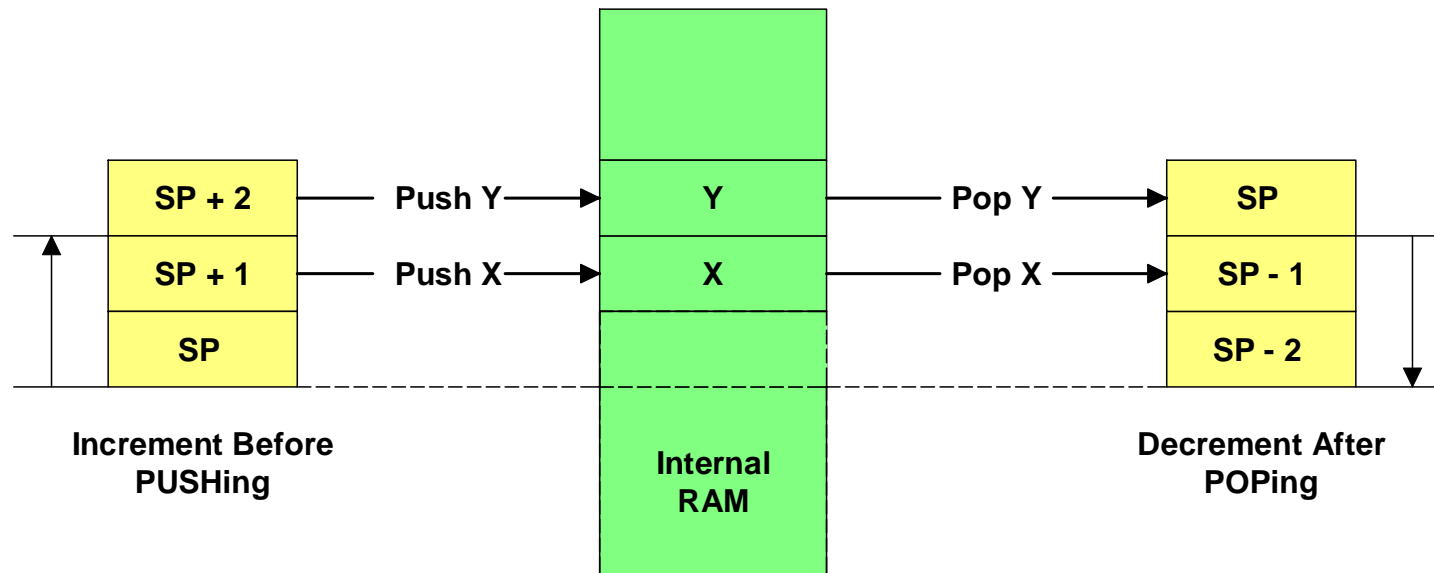 SP + 2
Push Y
Y
Pop Y
SP
SP + 1
Push X
X
Pop X
SP - 1
SP
SP - 2
Increment Before
PUSHing
Internal
RAM
Decrement After
POPing